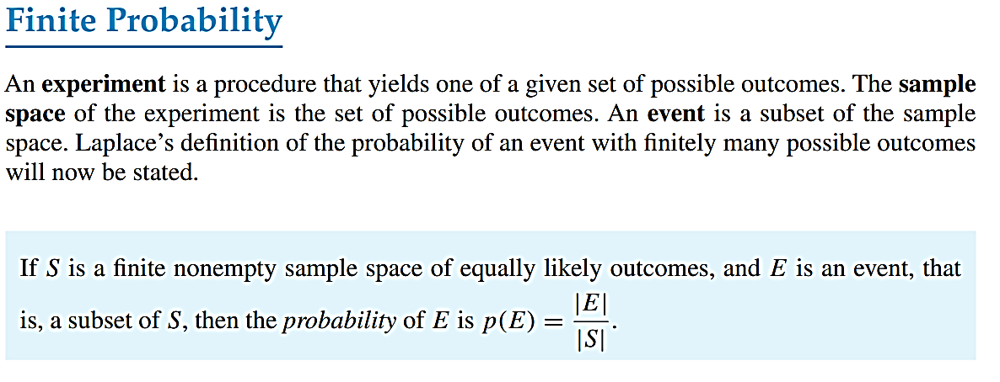 Finite Probability
An experiment is a procedure that yields one of a given set of possible outcomes. The sample
space of the experiment is the set of possible outcomes. An event is a subset of the sample
space. Laplace’s definition of the probability of an event with finitely many possible outcomes
will now be stated.
If S is a finite nonempty sample space of equally likely outcomes, and E is an event, that
is, a subset of S, then the probability of E is p(E) = |E| / |S|.